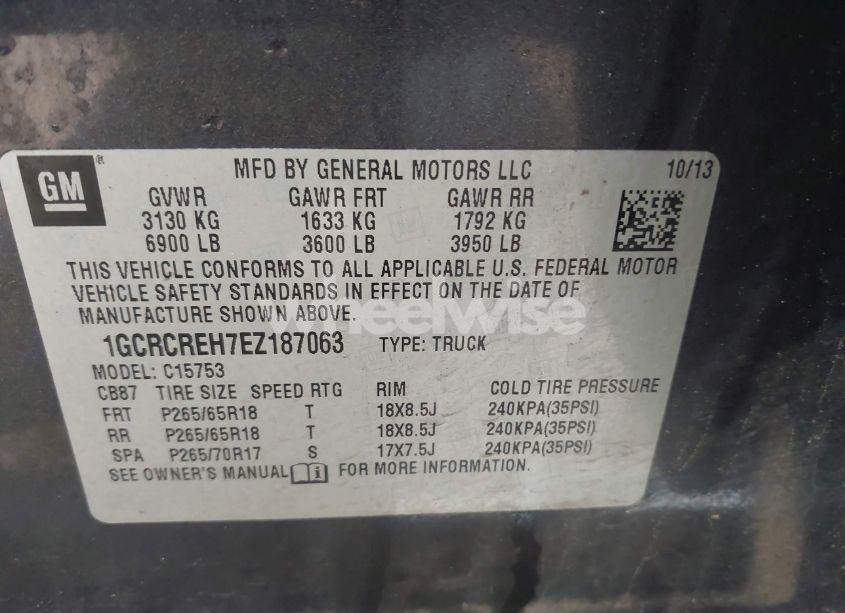 GM
MFD BY GENERAL MOTORS LLC 10/13
GVWR GAWR FRT GAWR RR
3130 KG 1633 KG 1792 KG
6900 LB 3600 LB 3950 LB
THIS VEHICLE CONFORMS TO ALL APPLICABLE U.S. FEDERAL MOTOR
VEHICLE SAFETY STANDARDS IN EFFECT ON THE DATE OF
MANUFACTURE SHOWN ABOVE.
wheelwise
1GCRCREH7EZ187063 TYPE: TRUCK
MODEL: C15753
CB87 TIRE SIZE SPEED RTG RIM COLD TIRE PRESSURE
FRT P265/65R18 T 18X8.5J 240KPA(35PSI)
RR P265/65R18 T 18X8.5J 240KPA(35PSI)
SPA P265/70R17 S 17X7.5J 240KPA(35PSI)
SEE OWNER'S MANUAL FOR MORE INFORMATION.